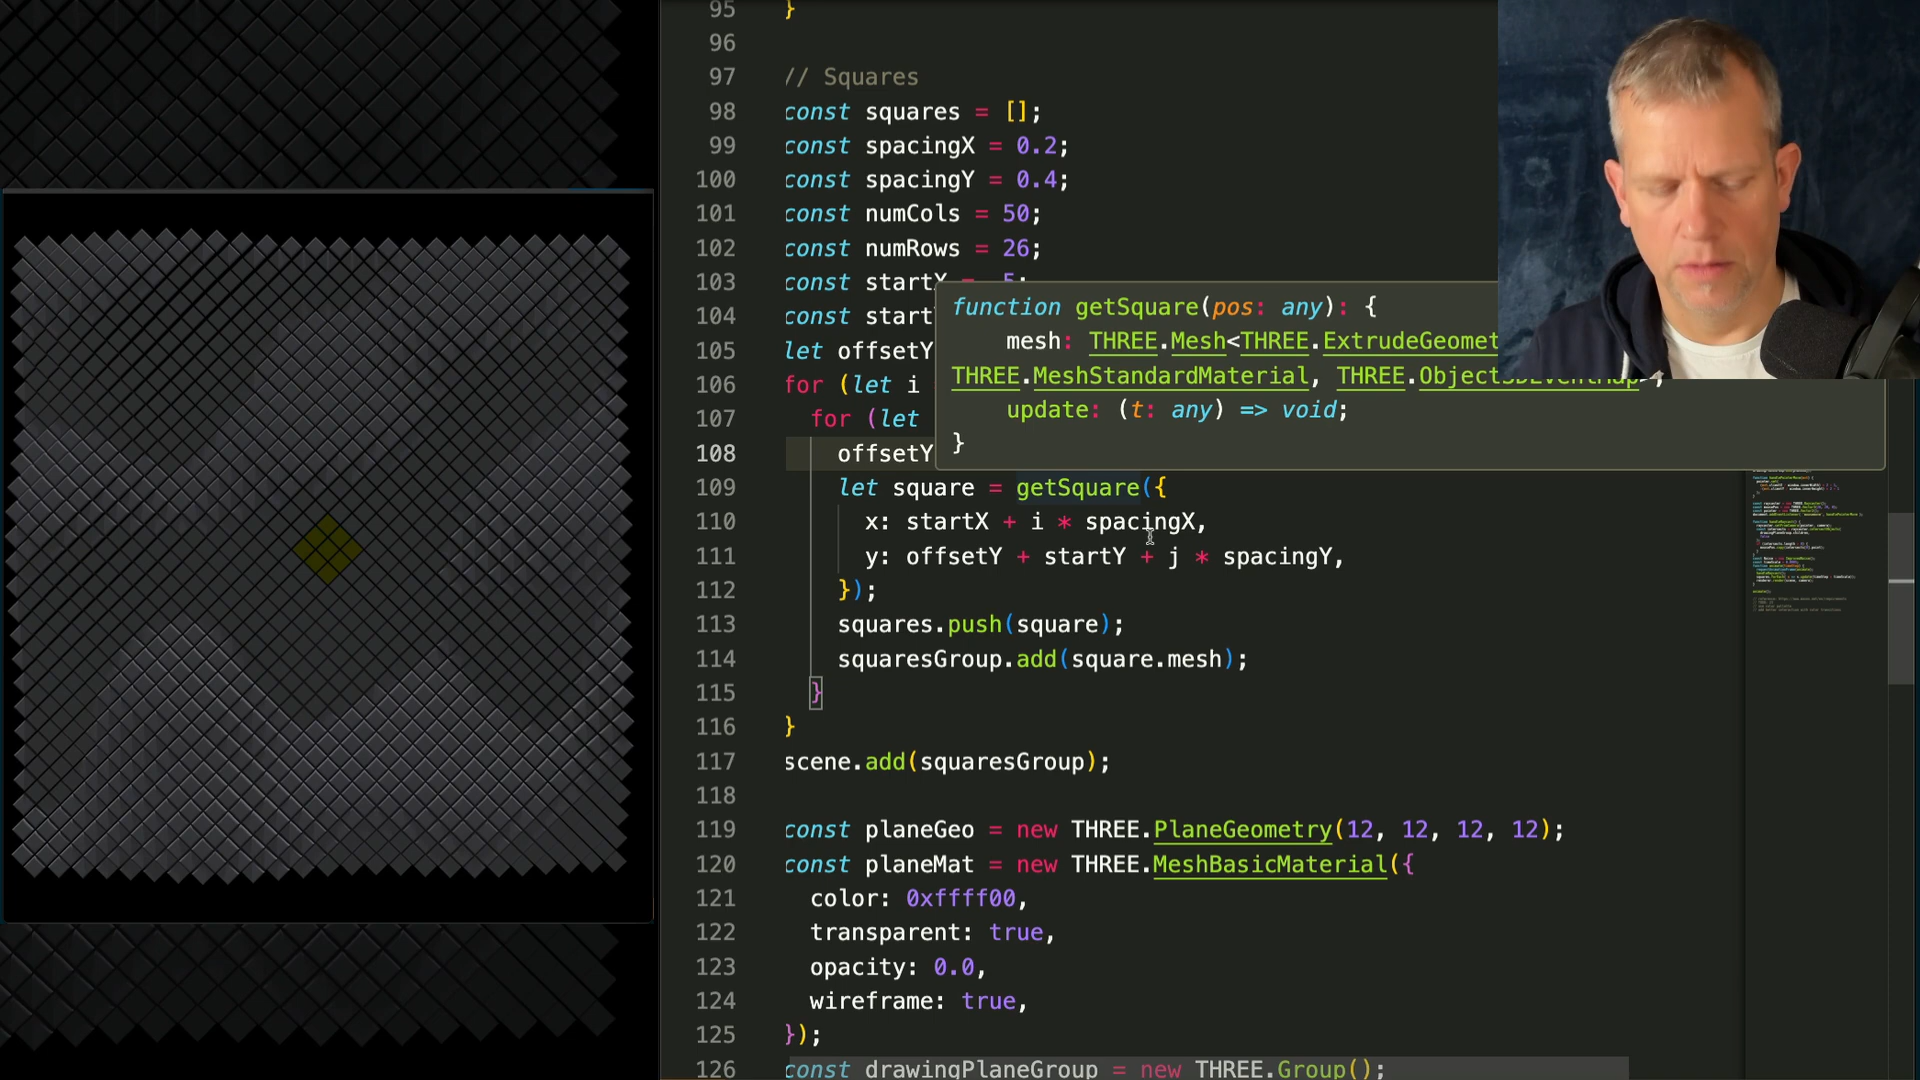 95 }
96
97 // Squares
98 const squares = [];
99 const spacingX = 0.2;
100 const spacingY = 0.4;
101 const numCols = 50;
102 const numRows = 26;
103 const startX = 5;
104 const start
105 let offsetY
106 for (let i
107 for (let
108 offsetY
function getSquare(pos: any): {
mesh: THREE.Mesh<THREE.ExtrudeGeomet
THREE.MeshStandardMaterial, THREE.Object3DEventMap>;
update: (t: any) => void;
}
109 let square = getSquare({
110 x: startX + i * spacingX,
111 y: offsetY + startY + j * spacingY,
112 });
113 squares.push(square);
114 squaresGroup.add(square.mesh);
115 }
116 }
117 scene.add(squaresGroup);
118
119 const planeGeo = new THREE.PlaneGeometry(12, 12, 12, 12);
120 const planeMat = new THREE.MeshBasicMaterial({
121 color: 0xffff00,
122 transparent: true,
123 opacity: 0.0,
124 wireframe: true,
125 });
126 const drawingPlaneGroup = new THREE.Group();